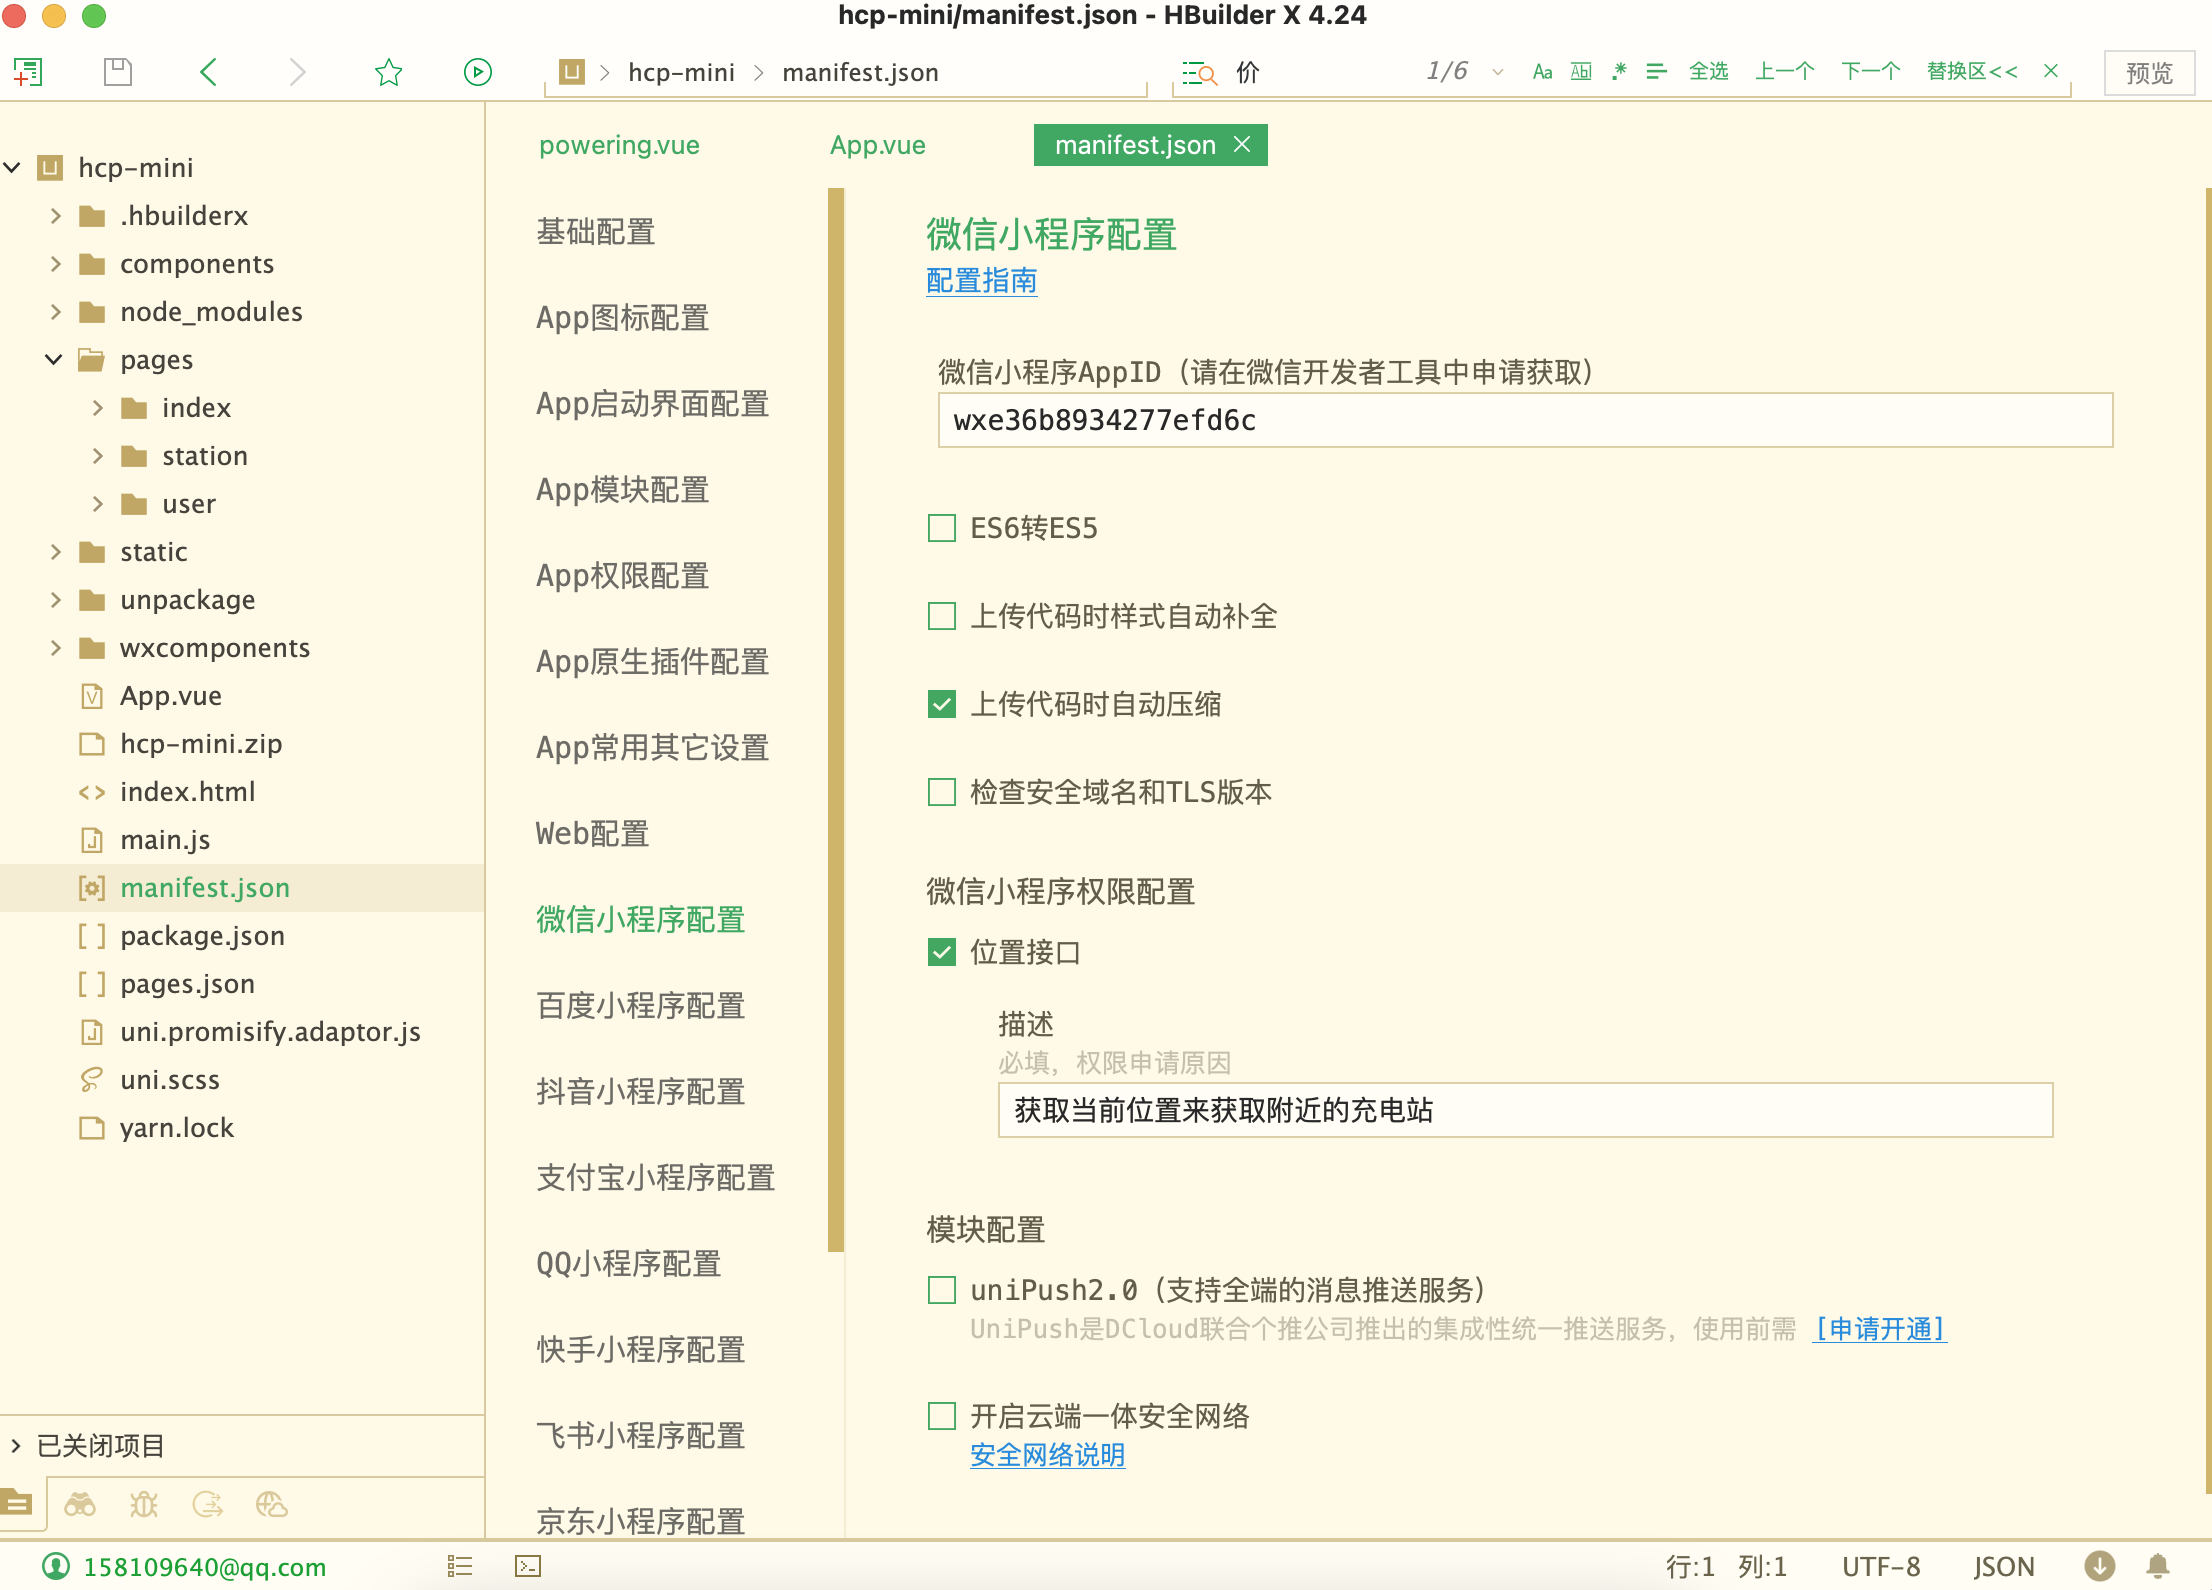 hcp-mini/manifest.json - HBuilder X 4.24
hcp-mini
manifest.json
价
1/6
Aa
Abl
.*
全选
上一个
下一个
替换区<<
预览
hcp-mini
.hbuilderx
components
node_modules
pages
index
station
user
static
unpackage
wxcomponents
App.vue
hcp-mini.zip
index.html
main.js
manifest.json
package.json
pages.json
uni.promisify.adaptor.js
uni.scss
yarn.lock
已关闭项目
powering.vue
App.vue
manifest.json
基础配置
App图标配置
App启动界面配置
App模块配置
App权限配置
App原生插件配置
App常用其它设置
Web配置
微信小程序配置
百度小程序配置
抖音小程序配置
支付宝小程序配置
QQ小程序配置
快手小程序配置
飞书小程序配置
京东小程序配置
微信小程序配置
配置指南
微信小程序AppID（请在微信开发者工具中申请获取）
wxe36b8934277efd6c
ES6转ES5
上传代码时样式自动补全
上传代码时自动压缩
检查安全域名和TLS版本
微信小程序权限配置
位置接口
描述
必填，权限申请原因
获取当前位置来获取附近的充电站
模块配置
uniPush2.0（支持全端的消息推送服务）
UniPush是DCloud联合个推公司推出的集成性统一推送服务，使用前需 [申请开通]
开启云端一体安全网络
安全网络说明
158109640@qq.com
行:1 列:1
UTF-8
JSON